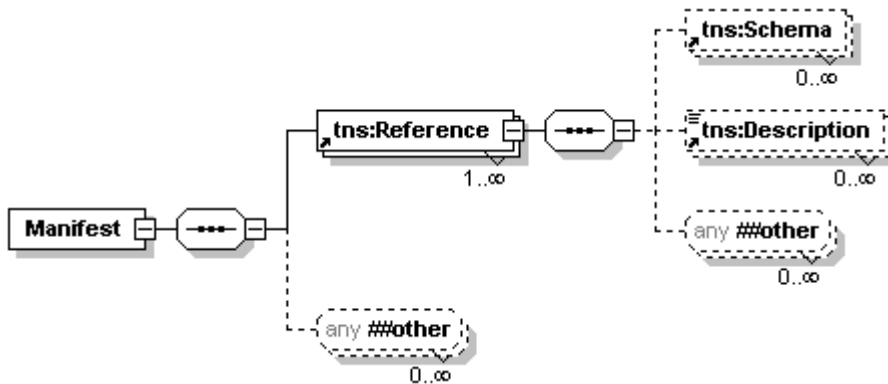 tns:Schema
0..∞
tns:Reference
1..∞
tns:Description
0..∞
Manifest
any ##other
0..∞
any ##other
0..∞